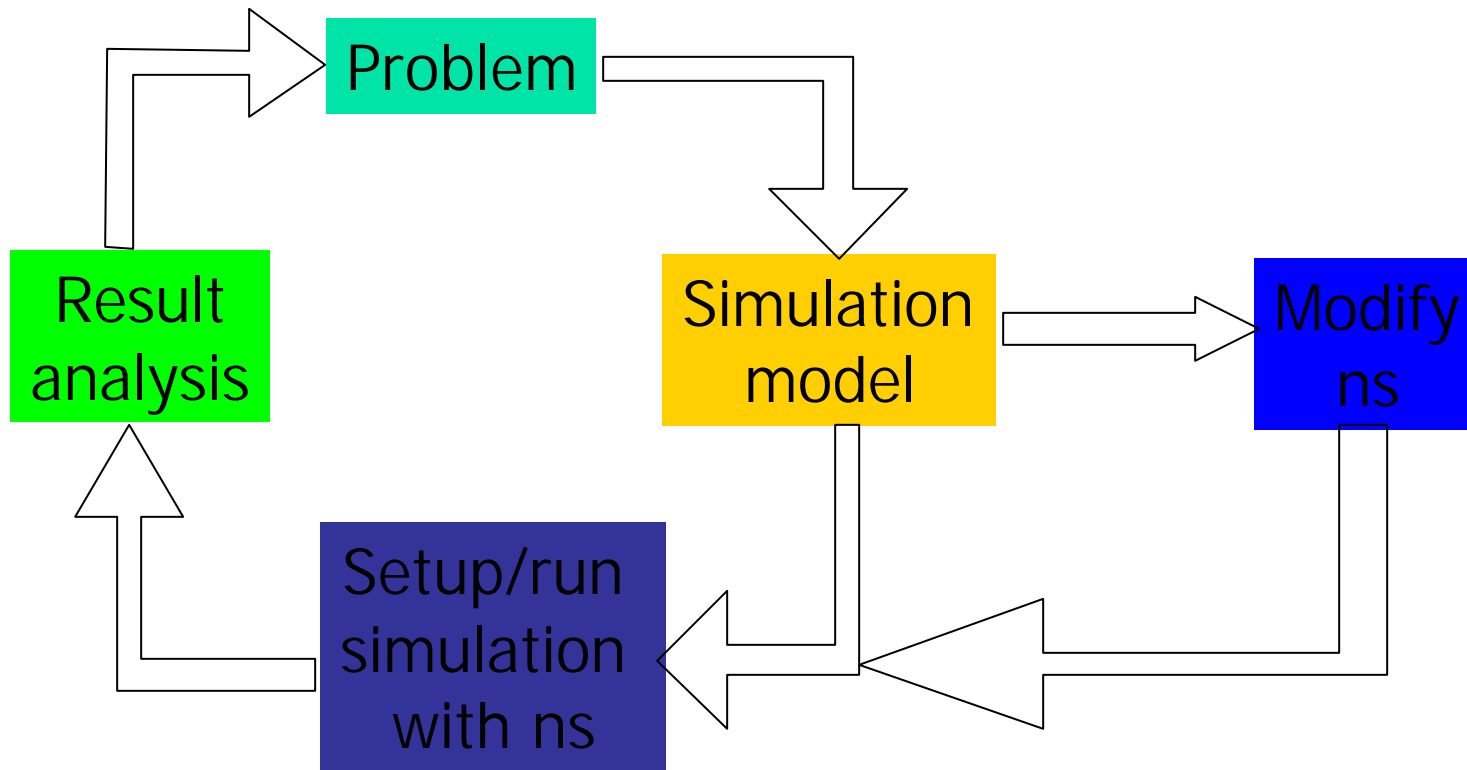 Problem
Result
analysis
Simulation
model
Modify
ns
Setup/run
simulation
with ns